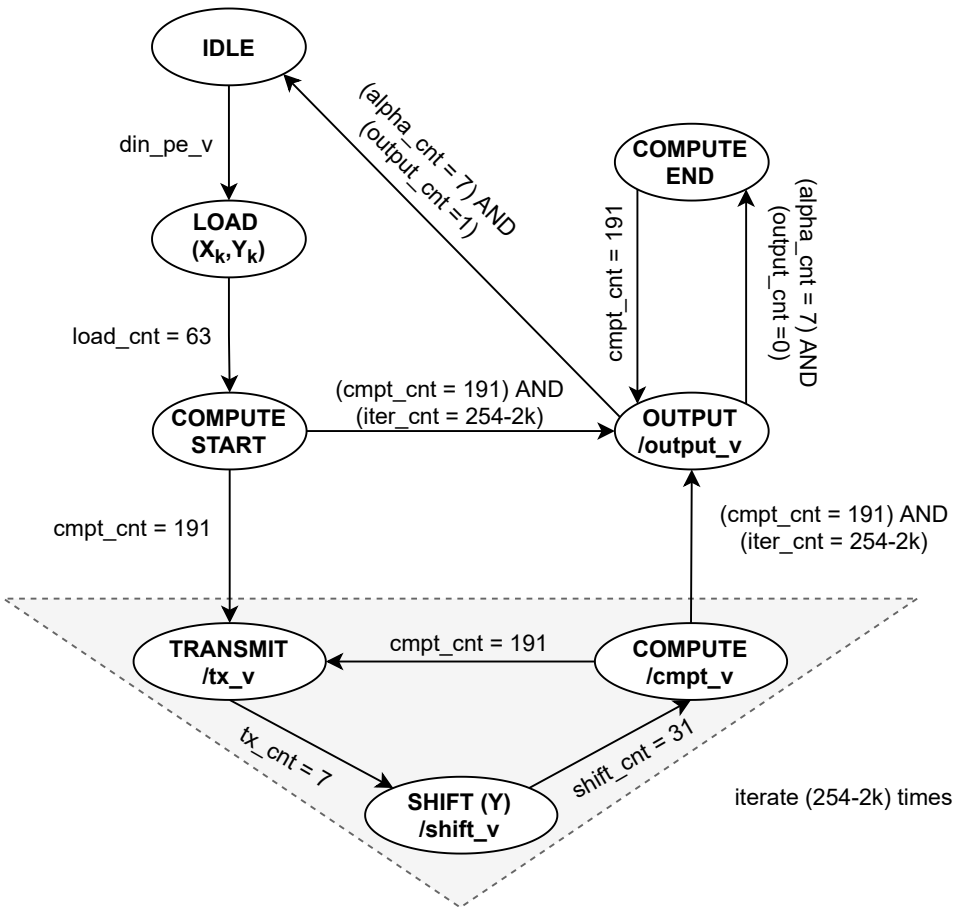 IDLE
din_pe_v
LOAD
(Xk,Yk)
load_cnt = 63
COMPUTE
START
(cmpt_cnt = 191) AND
(iter_cnt = 254-2k)
(alpha_cnt = 7) AND
(output_cnt =1)
COMPUTE
END
cmpt_cnt = 191
(alpha_cnt = 7) AND
(output_cnt =0)
OUTPUT
/output_v
cmpt_cnt = 191
(cmpt_cnt = 191) AND
(iter_cnt = 254-2k)
TRANSMIT
/tx_v
cmpt_cnt = 191
COMPUTE
/cmpt_v
tx_cnt = 7
shift_cnt = 31
SHIFT (Y)
/shift_v
iterate (254-2k) times